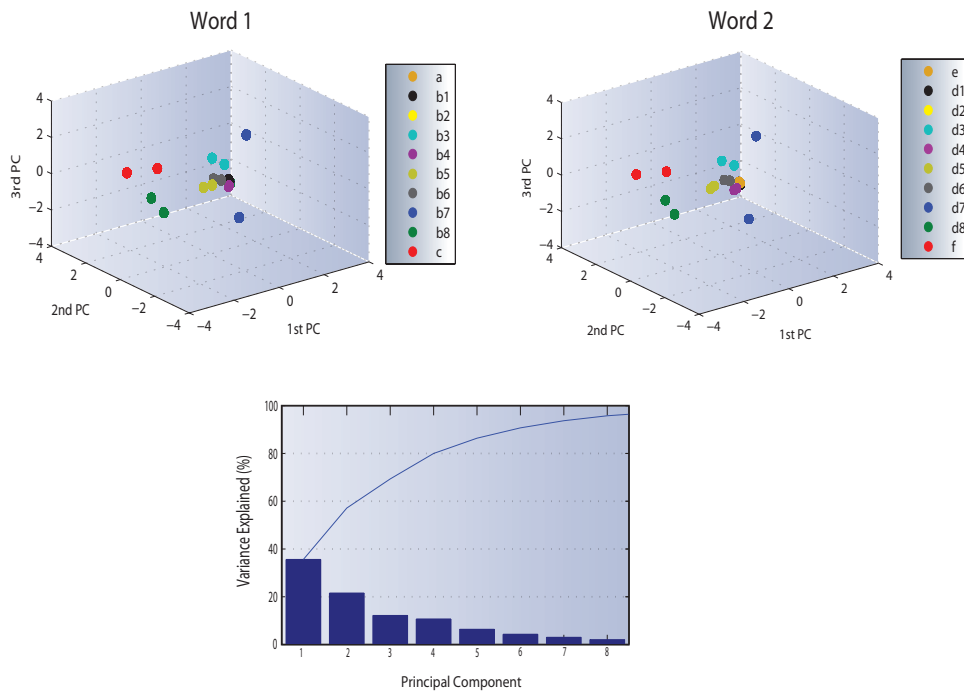 Word 1
4
2
0
−2
−4
3rd PC
4
2
0
−2
−4
2nd PC
−4
−2
0
2
4
1st PC
a
b1
b2
b3
b4
b5
b6
b7
b8
c
Word 2
4
2
0
−2
−4
3rd PC
4
2
0
−2
−4
2nd PC
−4
−2
0
2
4
1st PC
e
d1
d2
d3
d4
d5
d6
d7
d8
f
100
80
60
40
20
0
Variance Explained (%)
1 2 3 4 5 6 7 8
Principal Component